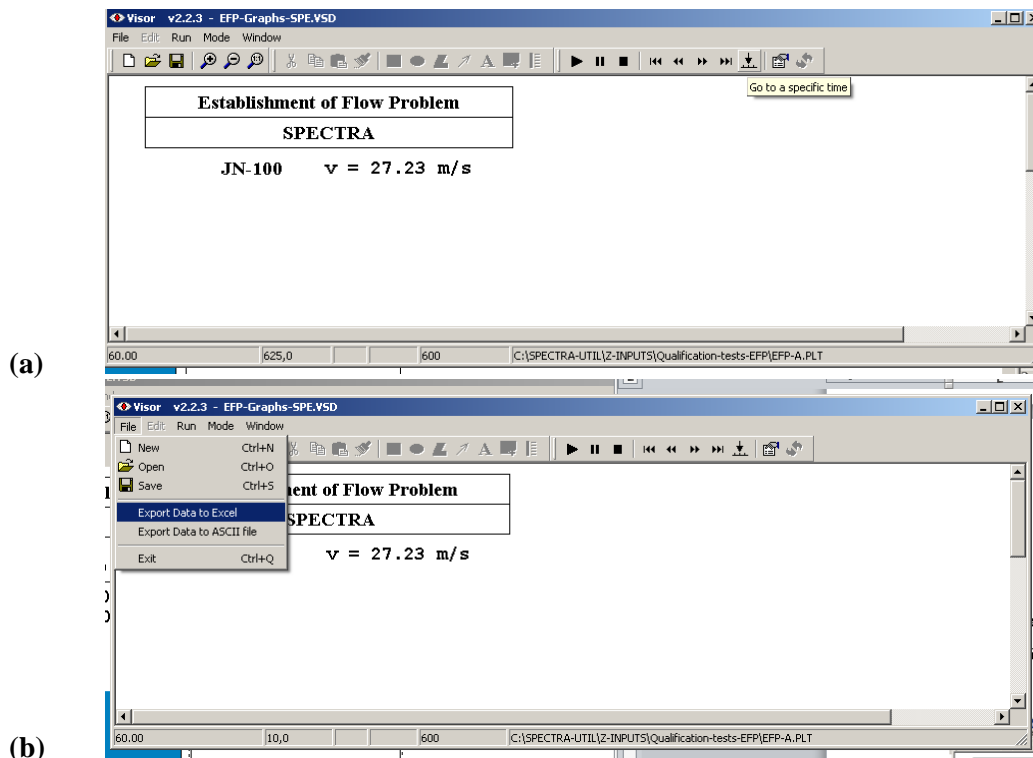 Visor v2.2.3 - EFP-Graphs-SPE.VSD
File Edit Run Mode Window
Go to a specific time
Establishment of Flow Problem
SPECTRA
JN-100 v = 27.23 m/s
(a)
60.00 625,0 600 C:\SPECTRA-UTIL\Z-INPUTS\Qualification-tests-EFP\EFP-A.PLT
Visor v2.2.3 - EFP-Graphs-SPE.VSD
File Edit Run Mode Window
New Ctrl+N
Open Ctrl+O
Save Ctrl+S
Export Data to Excel
Export Data to ASCII file
Exit Ctrl+Q
ent of Flow Problem
SPECTRA
v = 27.23 m/s
(b)
60.00 10,0 600 C:\SPECTRA-UTIL\Z-INPUTS\Qualification-tests-EFP\EFP-A.PLT